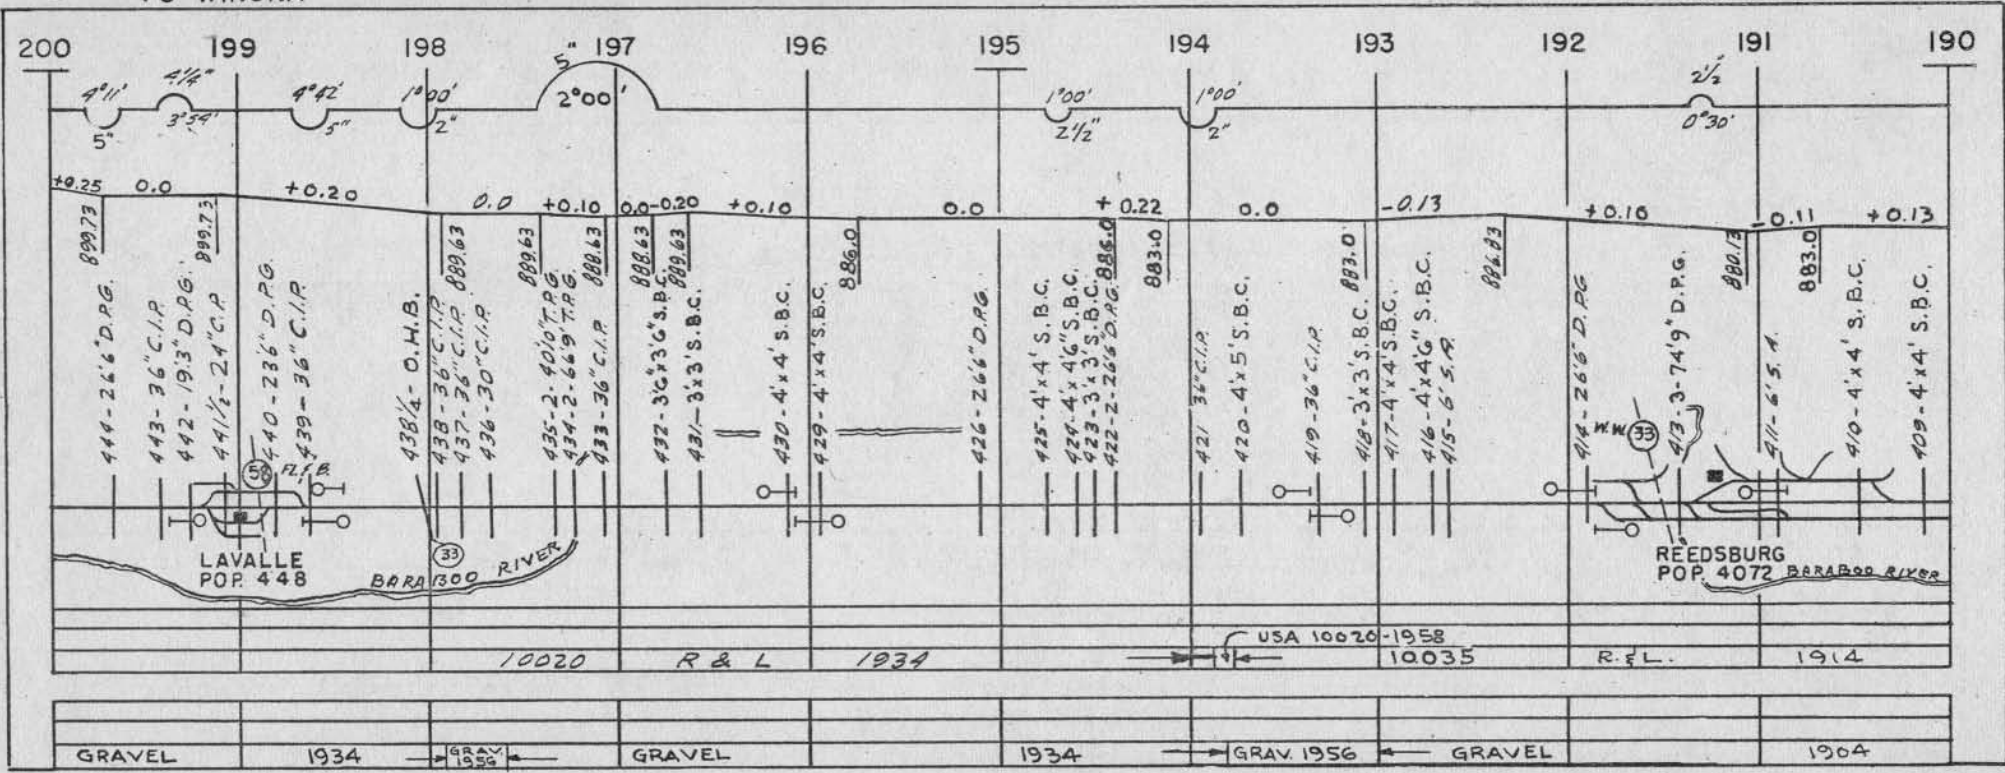 200 199 198 197 196 195 194 193 192 191 190
4°11' 4¼" 4°42' 1°00' 5" 1°00' 1°00' 2½
5" 3°54' 5" 2" 2°00' 2½" 2" 0°30'
+0.25 0.0 +0.20 0.0 +0.10 0.0 -0.20 +0.10 0.0 +0.22 0.0 -0.13 +0.16 -0.11 +0.13
899.73 899.73 889.63 889.63 888.63 888.63 889.63 886.0 886.0 883.0 883.0 886.83 880.13 883.0
444-26'6" D.P.G.
443-36" C.I.P.
442-19'3" D.P.G.
441½-24" C.P.
440-23'6" D.P.G.
439-36" C.I.P.
438½-O.H.B.
438-36" C.I.P.
437-36" C.I.P.
436-30" C.I.P.
435-2-40'0" T.P.G.
434-2-66'9" T.P.G.
433-36" C.I.P.
432-3'6"x3'6" S.B.C.
431-3'x3' S.B.C.
430-4'x4' S.B.C.
429-4'x4' S.B.C.
426-26'6" D.P.G.
425-4'x4' S.B.C.
424-4'x4'6" S.B.C.
423-3'x3' S.B.C.
422-2-26'6" D.P.G.
421 36" C.I.P.
420-4'x5' S.B.C.
419-36" C.I.P.
418-3'x3' S.B.C.
417-4'x4' S.B.C.
416-4'x4'6" S.B.C.
415-6' S.A.
414-26'6" D.P.G
413-3-74'9" D.P.G.
411-6' S.A.
410-4'x4' S.B.C.
409-4'x4' S.B.C.
58 FL.F.B.
W.W. 33
33
LAVALLE
POP. 448
BARABOO RIVER
REEDSBURG
POP. 4072 BARABOO RIVER
USA 10020-1958
10020 R & L 1934 10035 R.&L. 1914
GRAVEL 1934 GRAV. 1956 GRAVEL 1934 GRAV. 1956 GRAVEL 1904